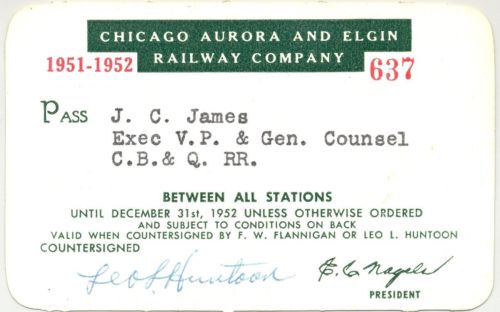 CHICAGO AURORA AND ELGIN
RAILWAY COMPANY
1951-1952
637
PASS J. C. James
Exec V.P. & Gen. Counsel
C.B.& Q. RR.
BETWEEN ALL STATIONS
UNTIL DECEMBER 31st, 1952 UNLESS OTHERWISE ORDERED
AND SUBJECT TO CONDITIONS ON BACK
VALID WHEN COUNTERSIGNED BY F. W. FLANNIGAN OR LEO L. HUNTOON
COUNTERSIGNED
Leo L Huntoon
PRESIDENT